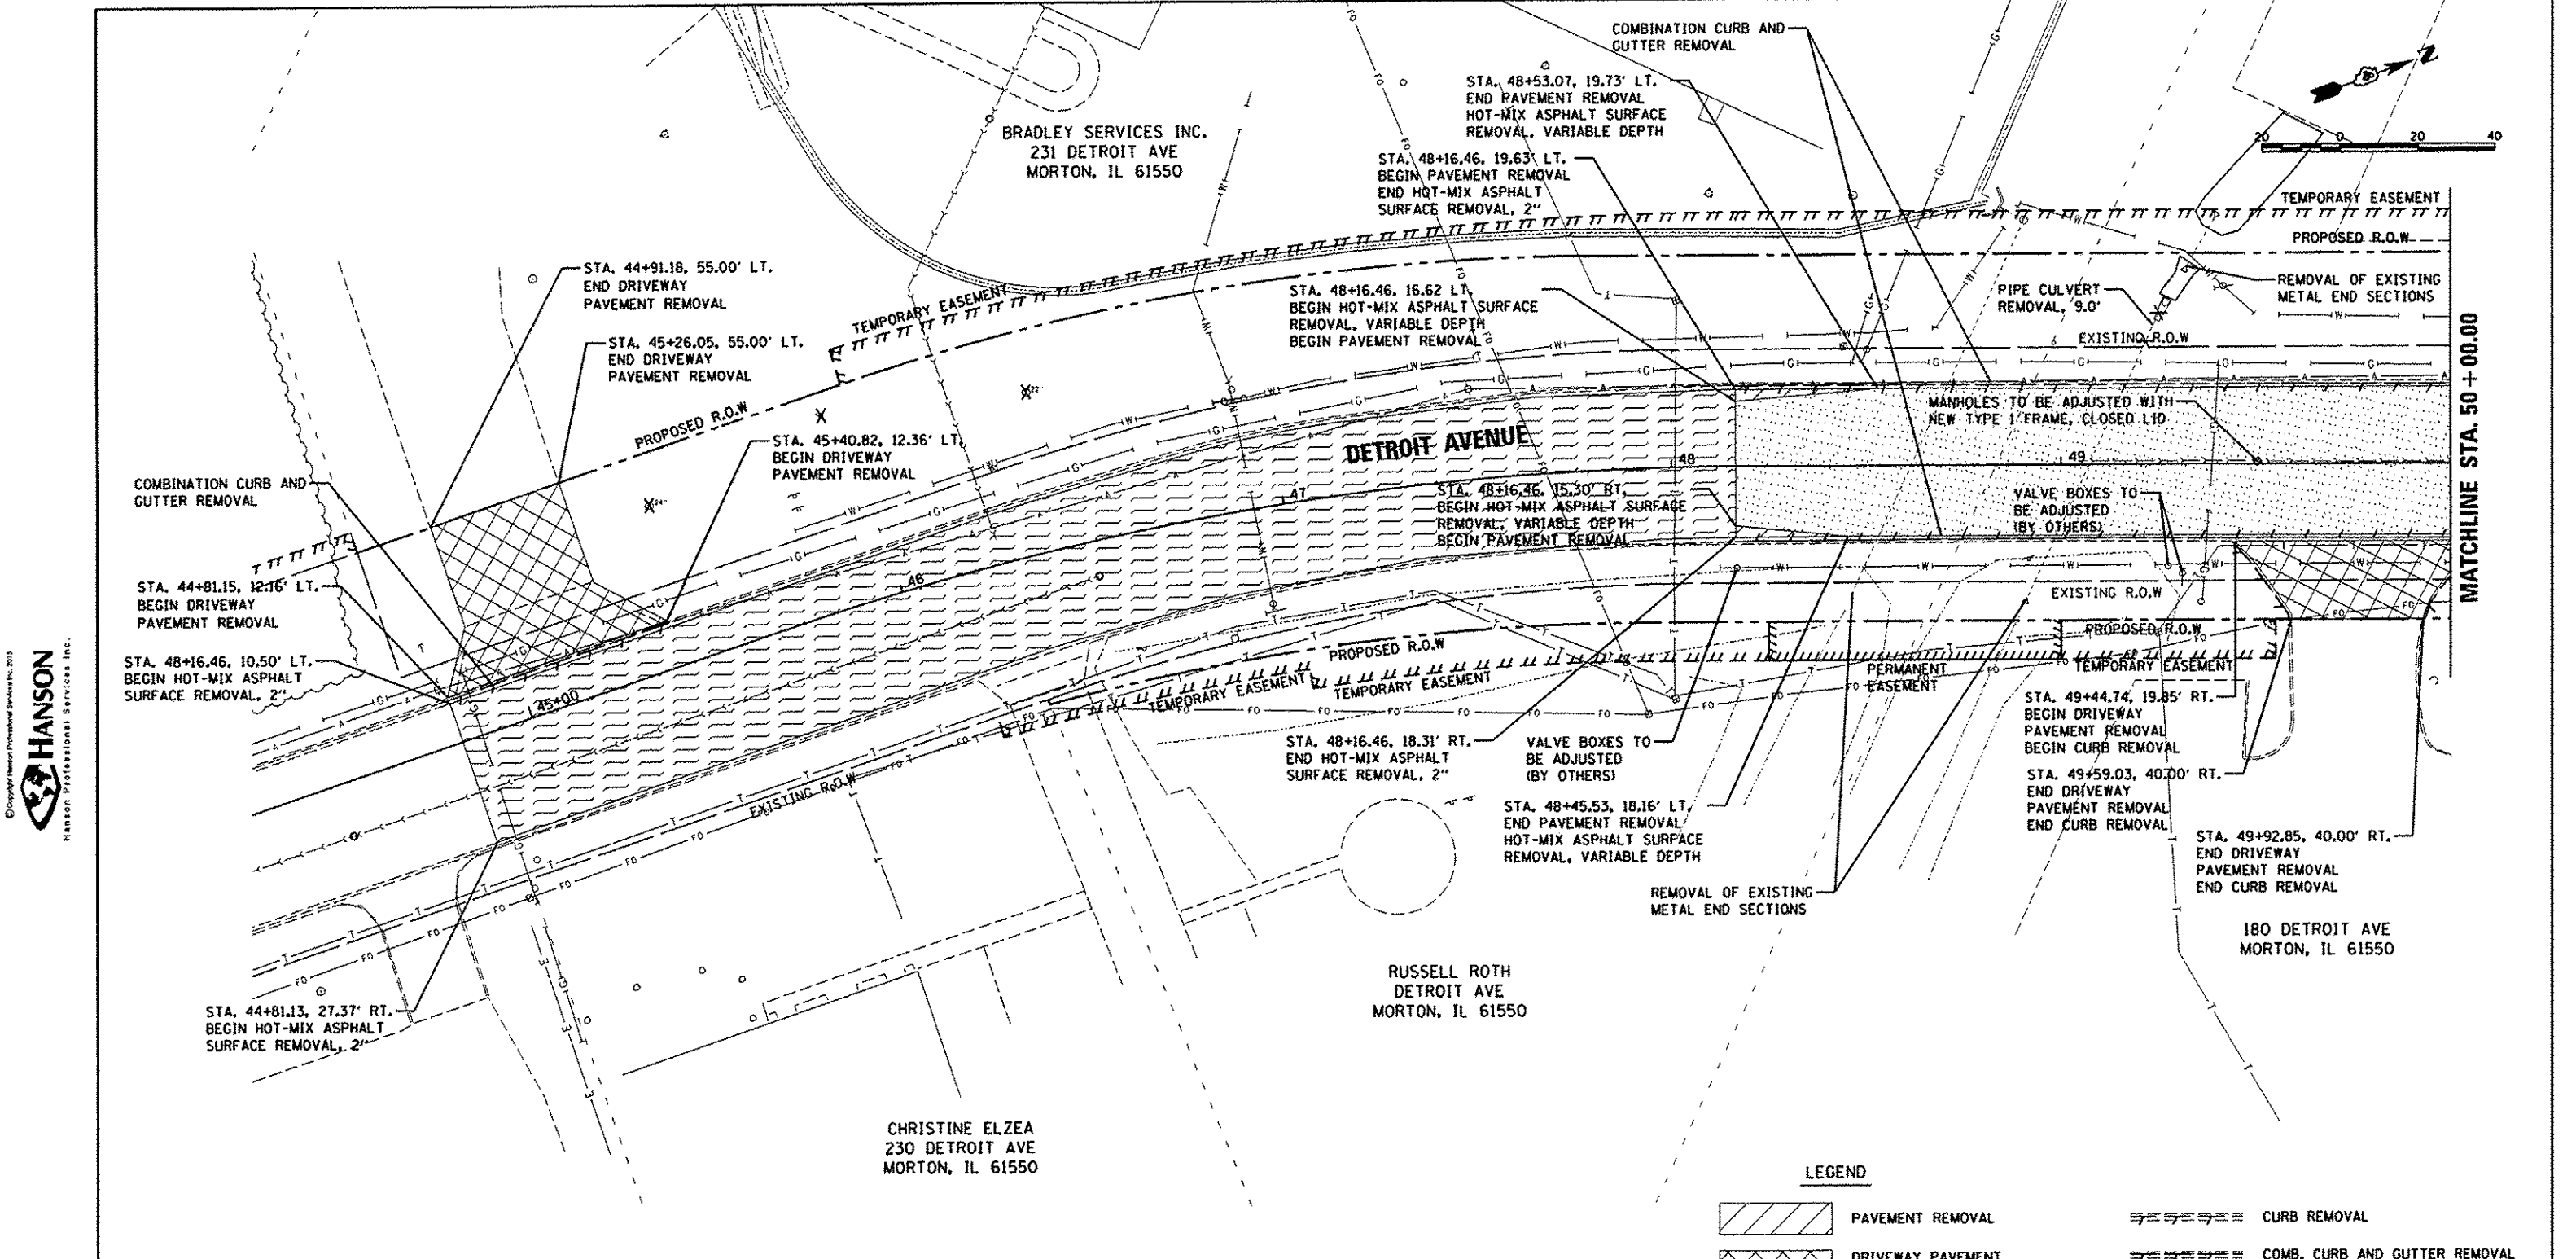 COMBINATION CURB AND
GUTTER REMOVAL
STA. 48+53.07, 19.73' LT.
END PAVEMENT REMOVAL
HOT-MIX ASPHALT SURFACE
REMOVAL, VARIABLE DEPTH
N
20 0 20 40
BRADLEY SERVICES INC.
231 DETROIT AVE
MORTON, IL 61550
STA. 48+16.46, 19.63' LT.
BEGIN PAVEMENT REMOVAL
END HOT-MIX ASPHALT
SURFACE REMOVAL, 2"
TEMPORARY EASEMENT
PROPOSED R.O.W
STA. 44+91.18, 55.00' LT.
END DRIVEWAY
PAVEMENT REMOVAL
STA. 48+16.46, 16.62 LT.
BEGIN HOT-MIX ASPHALT SURFACE
REMOVAL, VARIABLE DEPTH
BEGIN PAVEMENT REMOVAL
PIPE CULVERT
REMOVAL, 9.0'
REMOVAL OF EXISTING
METAL END SECTIONS
TEMPORARY EASEMENT
EXISTING R.O.W
STA. 45+26.05, 55.00' LT.
END DRIVEWAY
PAVEMENT REMOVAL
PROPOSED R.O.W
MANHOLES TO BE ADJUSTED WITH
NEW TYPE 1 FRAME, CLOSED LID
MATCHLINE STA. 50 + 00.00
STA. 45+40.82, 12.36' LT.
BEGIN DRIVEWAY
PAVEMENT REMOVAL
DETROIT AVENUE
45+00
46
47
48
49
COMBINATION CURB AND
GUTTER REMOVAL
STA. 48+16.46, 15.30' RT.
BEGIN HOT-MIX ASPHALT SURFACE
REMOVAL, VARIABLE DEPTH
BEGIN PAVEMENT REMOVAL
VALVE BOXES TO
BE ADJUSTED
(BY OTHERS)
STA. 44+81.15, 12.16' LT.
BEGIN DRIVEWAY
PAVEMENT REMOVAL
EXISTING R.O.W
PROPOSED R.O.W
PROPOSED R.O.W
STA. 48+16.46, 10.50' LT.
BEGIN HOT-MIX ASPHALT
SURFACE REMOVAL, 2"
TEMPORARY EASEMENT
TEMPORARY EASEMENT
PERMANENT
EASEMENT
TEMPORARY EASEMENT
EXISTING R.O.W
STA. 48+16.46, 18.31' RT.
END HOT-MIX ASPHALT
SURFACE REMOVAL, 2"
VALVE BOXES TO
BE ADJUSTED
(BY OTHERS)
STA. 49+44.74, 19.85' RT.
BEGIN DRIVEWAY
PAVEMENT REMOVAL
BEGIN CURB REMOVAL
STA. 49+59.03, 40.00' RT.
END DRIVEWAY
PAVEMENT REMOVAL
END CURB REMOVAL
STA. 48+45.53, 18.16' LT.
END PAVEMENT REMOVAL
HOT-MIX ASPHALT SURFACE
REMOVAL, VARIABLE DEPTH
STA. 49+92.85, 40.00' RT.
END DRIVEWAY
PAVEMENT REMOVAL
END CURB REMOVAL
REMOVAL OF EXISTING
METAL END SECTIONS
180 DETROIT AVE
MORTON, IL 61550
RUSSELL ROTH
DETROIT AVE
MORTON, IL 61550
STA. 44+81.13, 27.37' RT.
BEGIN HOT-MIX ASPHALT
SURFACE REMOVAL, 2"
CHRISTINE ELZEA
230 DETROIT AVE
MORTON, IL 61550
LEGEND
PAVEMENT REMOVAL
CURB REMOVAL
DRIVEWAY PAVEMENT
COMB. CURB AND GUTTER REMOVAL
© Copyright Hanson Professional Services Inc. 2015
HANSON
Hanson Professional Services Inc.